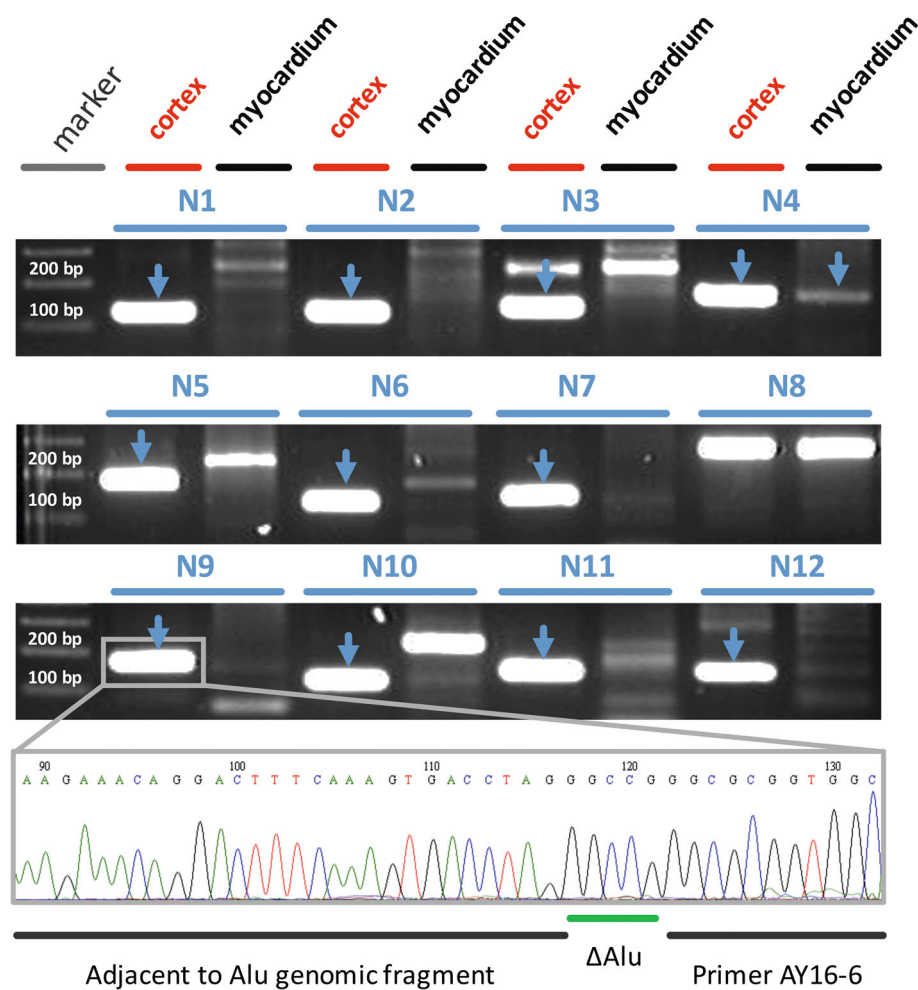 marker cortex myocardium cortex myocardium cortex myocardium cortex myocardium
N1 N2 N3 N4
200 bp
100 bp
N5 N6 N7 N8
200 bp
100 bp
N9 N10 N11 N12
200 bp
100 bp
90 100 110 120 130
A A G A A A C A G G A C T T T C A A A G T G A C C T A G G G C C G G G C G C G G T G G C
ΔAlu
Adjacent to Alu genomic fragment Primer AY16-6